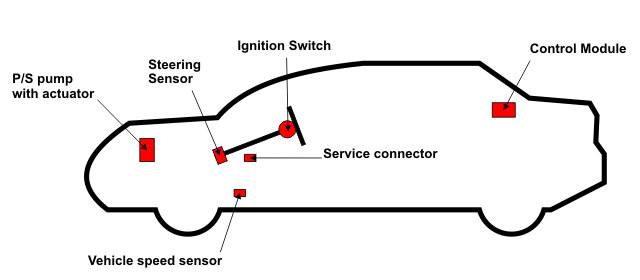 Ignition Switch
Control Module
Steering
Sensor
P/S pump
with actuator
Service connector
Vehicle speed sensor